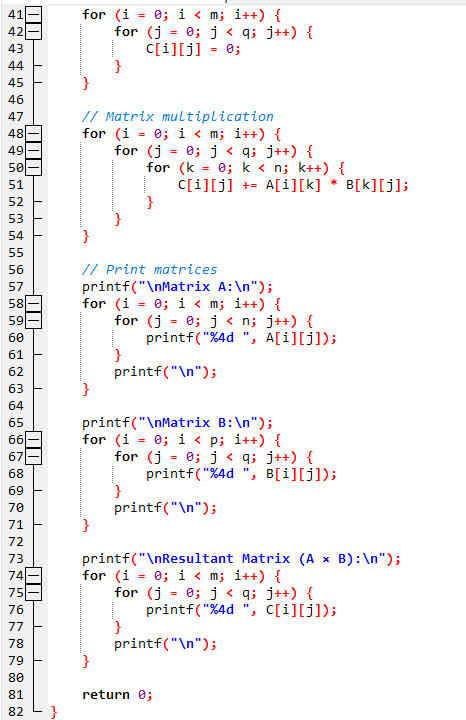 41 for (i = 0; i < m; i++) {
42 for (j = 0; j < q; j++) {
43 C[i][j] = 0;
44 }
45 }
46
47 // Matrix multiplication
48 for (i = 0; i < m; i++) {
49 for (j = 0; j < q; j++) {
50 for (k = 0; k < n; k++) {
51 C[i][j] += A[i][k] * B[k][j];
52 }
53 }
54 }
55
56 // Print matrices
57 printf("\nMatrix A:\n");
58 for (i = 0; i < m; i++) {
59 for (j = 0; j < n; j++) {
60 printf("%4d ", A[i][j]);
61 }
62 printf("\n");
63 }
64
65 printf("\nMatrix B:\n");
66 for (i = 0; i < p; i++) {
67 for (j = 0; j < q; j++) {
68 printf("%4d ", B[i][j]);
69 }
70 printf("\n");
71 }
72
73 printf("\nResultant Matrix (A × B):\n");
74 for (i = 0; i < m; i++) {
75 for (j = 0; j < q; j++) {
76 printf("%4d ", C[i][j]);
77 }
78 printf("\n");
79 }
80
81 return 0;
82 }